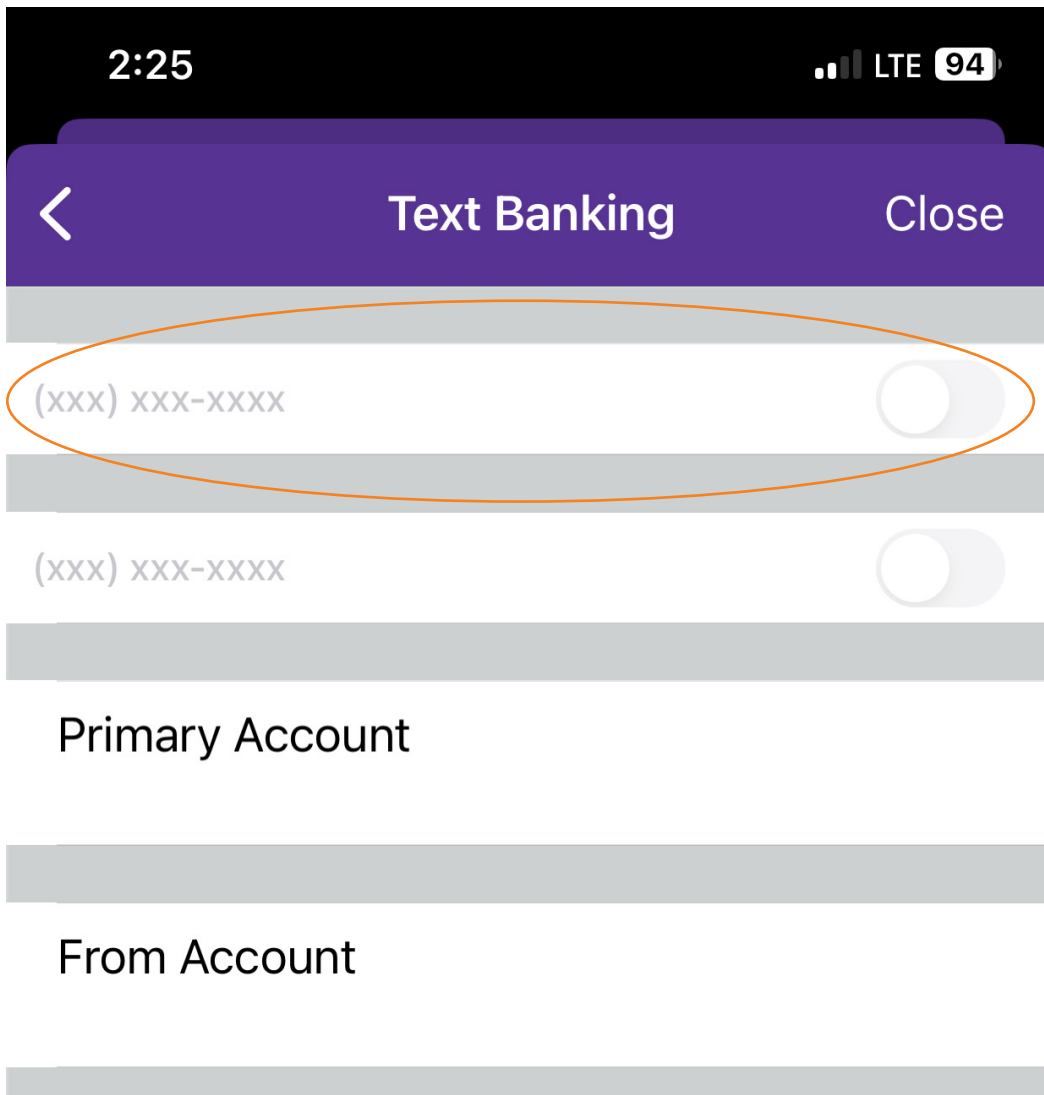 2:25 LTE 94
Text Banking Close
(xxx) xxx-xxxx
(xxx) xxx-xxxx
Primary Account
From Account